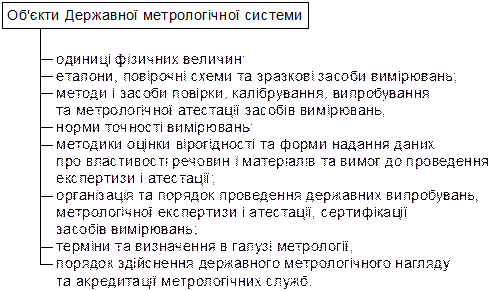 Об'єкти Державної метрологічної системи
одиниці фізичних величин;
еталони, повірочні схеми та зразкові засоби вимірювань;
методи і засоби повірки, калібрування, випробування
та метрологічної атестації засобів вимірювань;
норми точності вимірювань;
методики оцінки вірогідності та форми надання даних
про властивості речовин і матеріалів та вимог до проведення
експертизи і атестації;
організація та порядок проведення державних випробувань,
метрологічної експертизи і атестації, сертифікації
засобів вимірювань;
терміни та визначення в галузі метрології;
порядок здійснення державного метрологічного нагляду
та акредитації метрологічних служб.